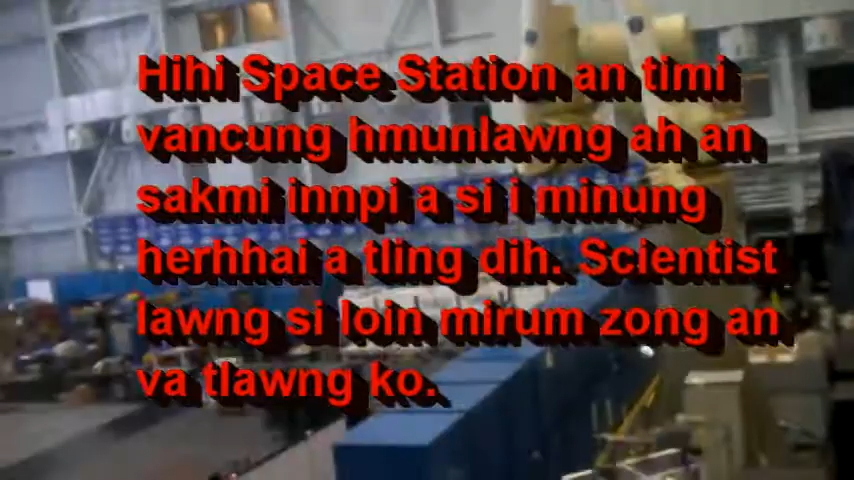 Hihi Space Station an timi
vancung hmunlawng ah an
sakmi innpi a si i minung
herhhai a tling dih. Scientist
lawng si loin mirum zong an
va tlawng ko.